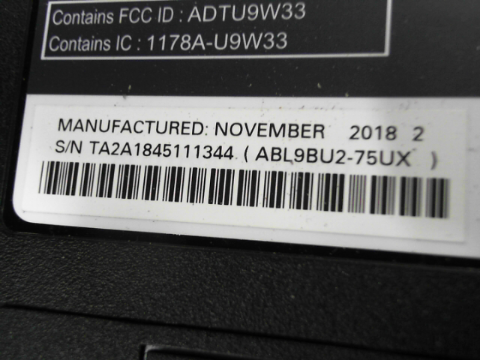 Contains FCC ID : ADTU9W33
Contains IC : 1178A-U9W33
MANUFACTURED: NOVEMBER 2018 2
S/N TA2A1845111344 ( ABL9BU2-75UX )